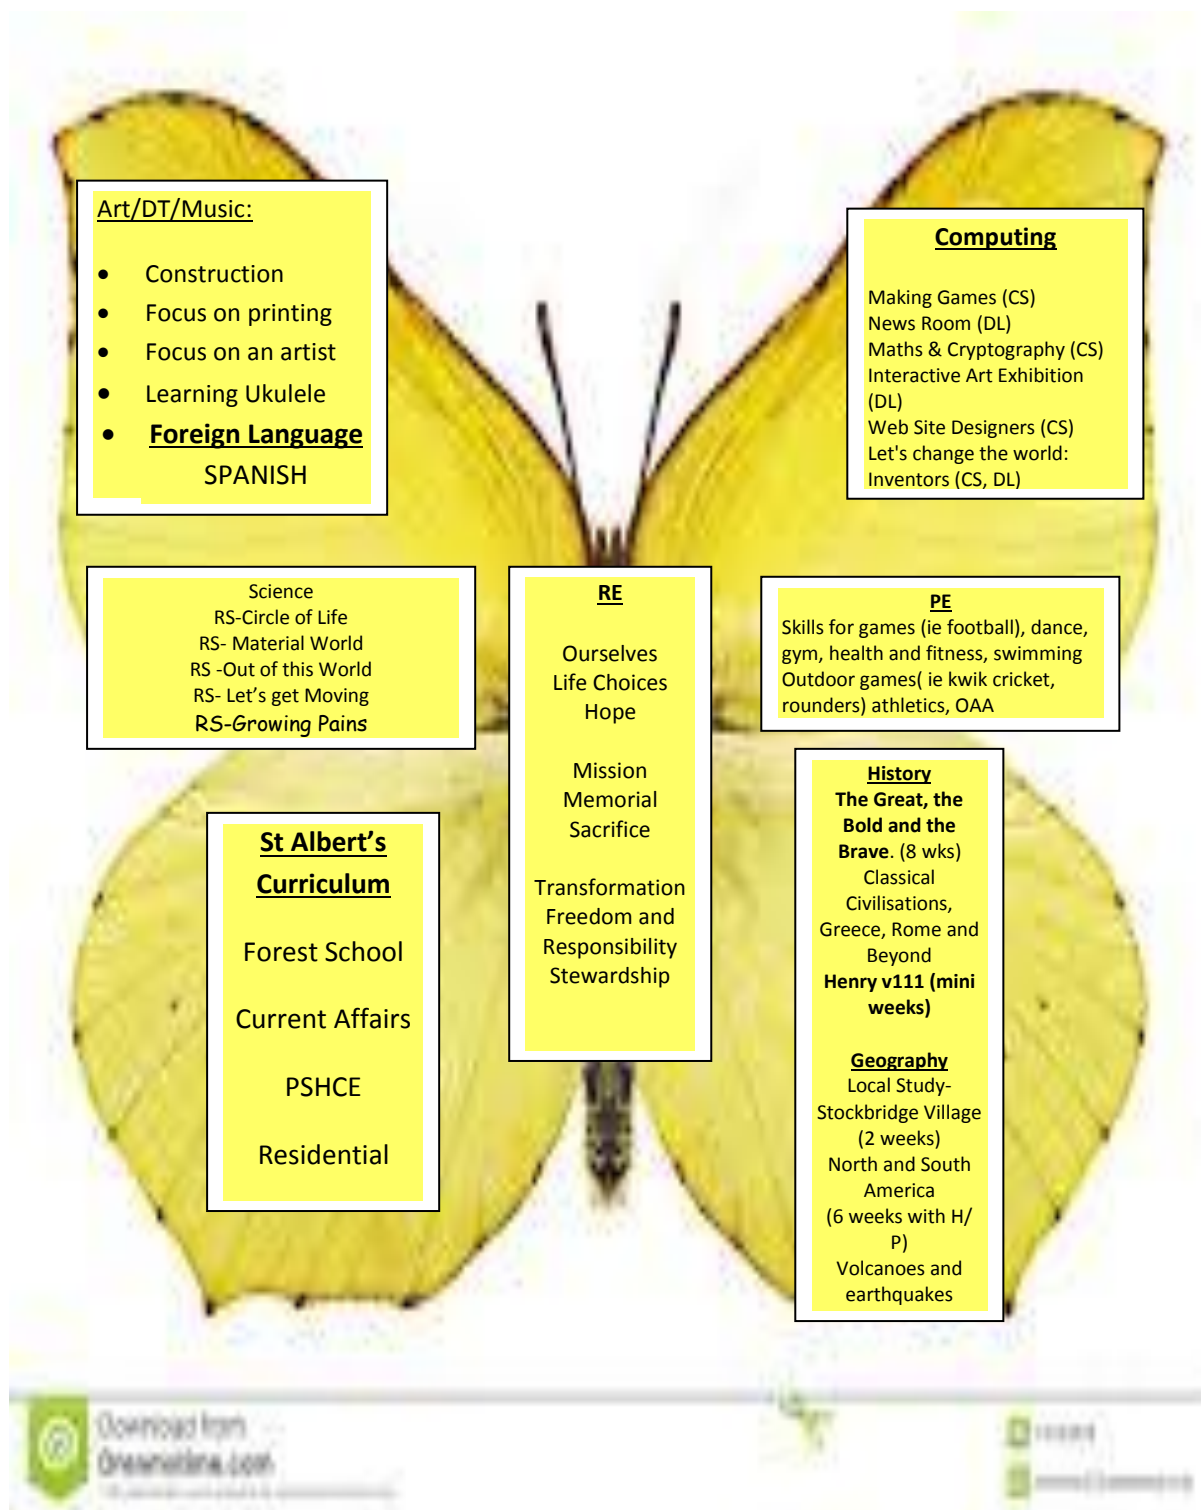 Art/DT/Music:
• Construction
• Focus on printing
• Focus on an artist
• Learning Ukulele
• Foreign Language
SPANISH
Computing
Making Games (CS)
News Room (DL)
Maths & Cryptography (CS)
Interactive Art Exhibition
(DL)
Web Site Designers (CS)
Let's change the world:
Inventors (CS, DL)
Science
RS-Circle of Life
RS- Material World
RS -Out of this World
RS- Let's get Moving
RS-Growing Pains
RE
Ourselves
Life Choices
Hope
Mission
Memorial
Sacrifice
Transformation
Freedom and
Responsibility
Stewardship
PE
Skills for games (ie football), dance,
gym, health and fitness, swimming
Outdoor games( ie kwik cricket,
rounders) athletics, OAA
St Albert's
Curriculum
Forest School
Current Affairs
PSHCE
Residential
History
The Great, the
Bold and the
Brave. (8 wks)
Classical
Civilisations,
Greece, Rome and
Beyond
Henry v111 (mini
weeks)
Geography
Local Study-
Stockbridge Village
(2 weeks)
North and South
America
(6 weeks with H/
P)
Volcanoes and
earthquakes
Download from
Dreamstime.com